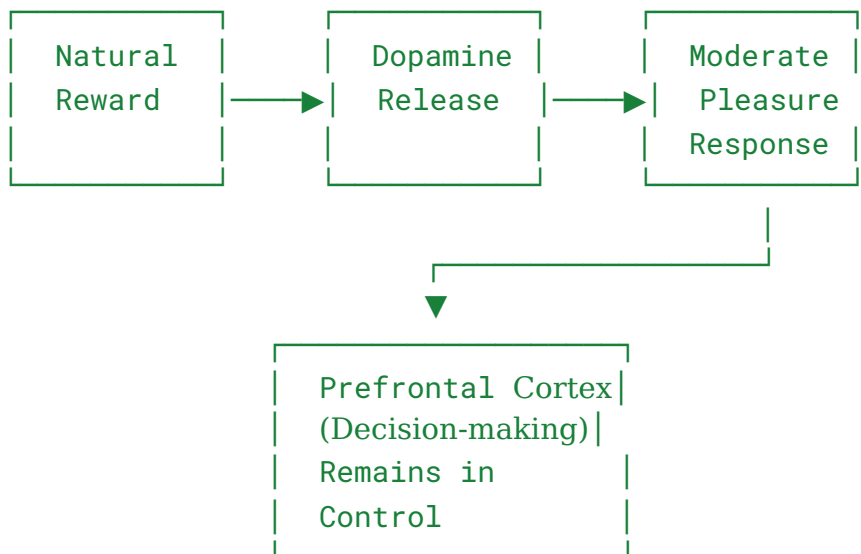 Natural Dopamine Moderate
Reward Release Pleasure
Response
Prefrontal Cortex
(Decision-making)
Remains in
Control